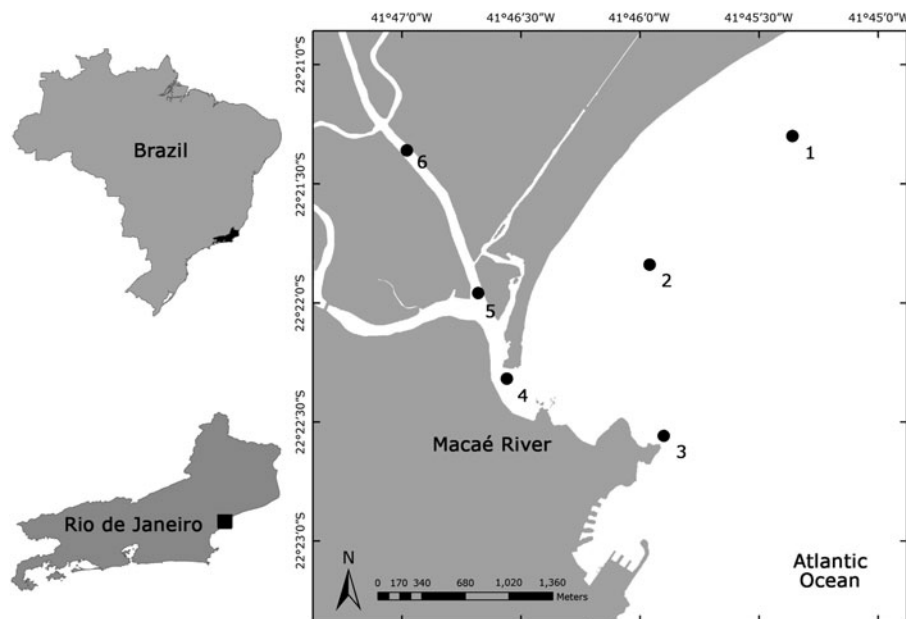 41°47'0"W
41°46'30"W
41°46'0"W
41°45'30"W
41°45'0"W
22°21'0"S
22°21'30"S
22°22'0"S
22°22'30"S
22°23'0"S
Brazil
Rio de Janeiro
1
2
3
4
5
6
Macaé River
Atlantic
Ocean
N
0 170 340 680 1,020 1,360
Meters